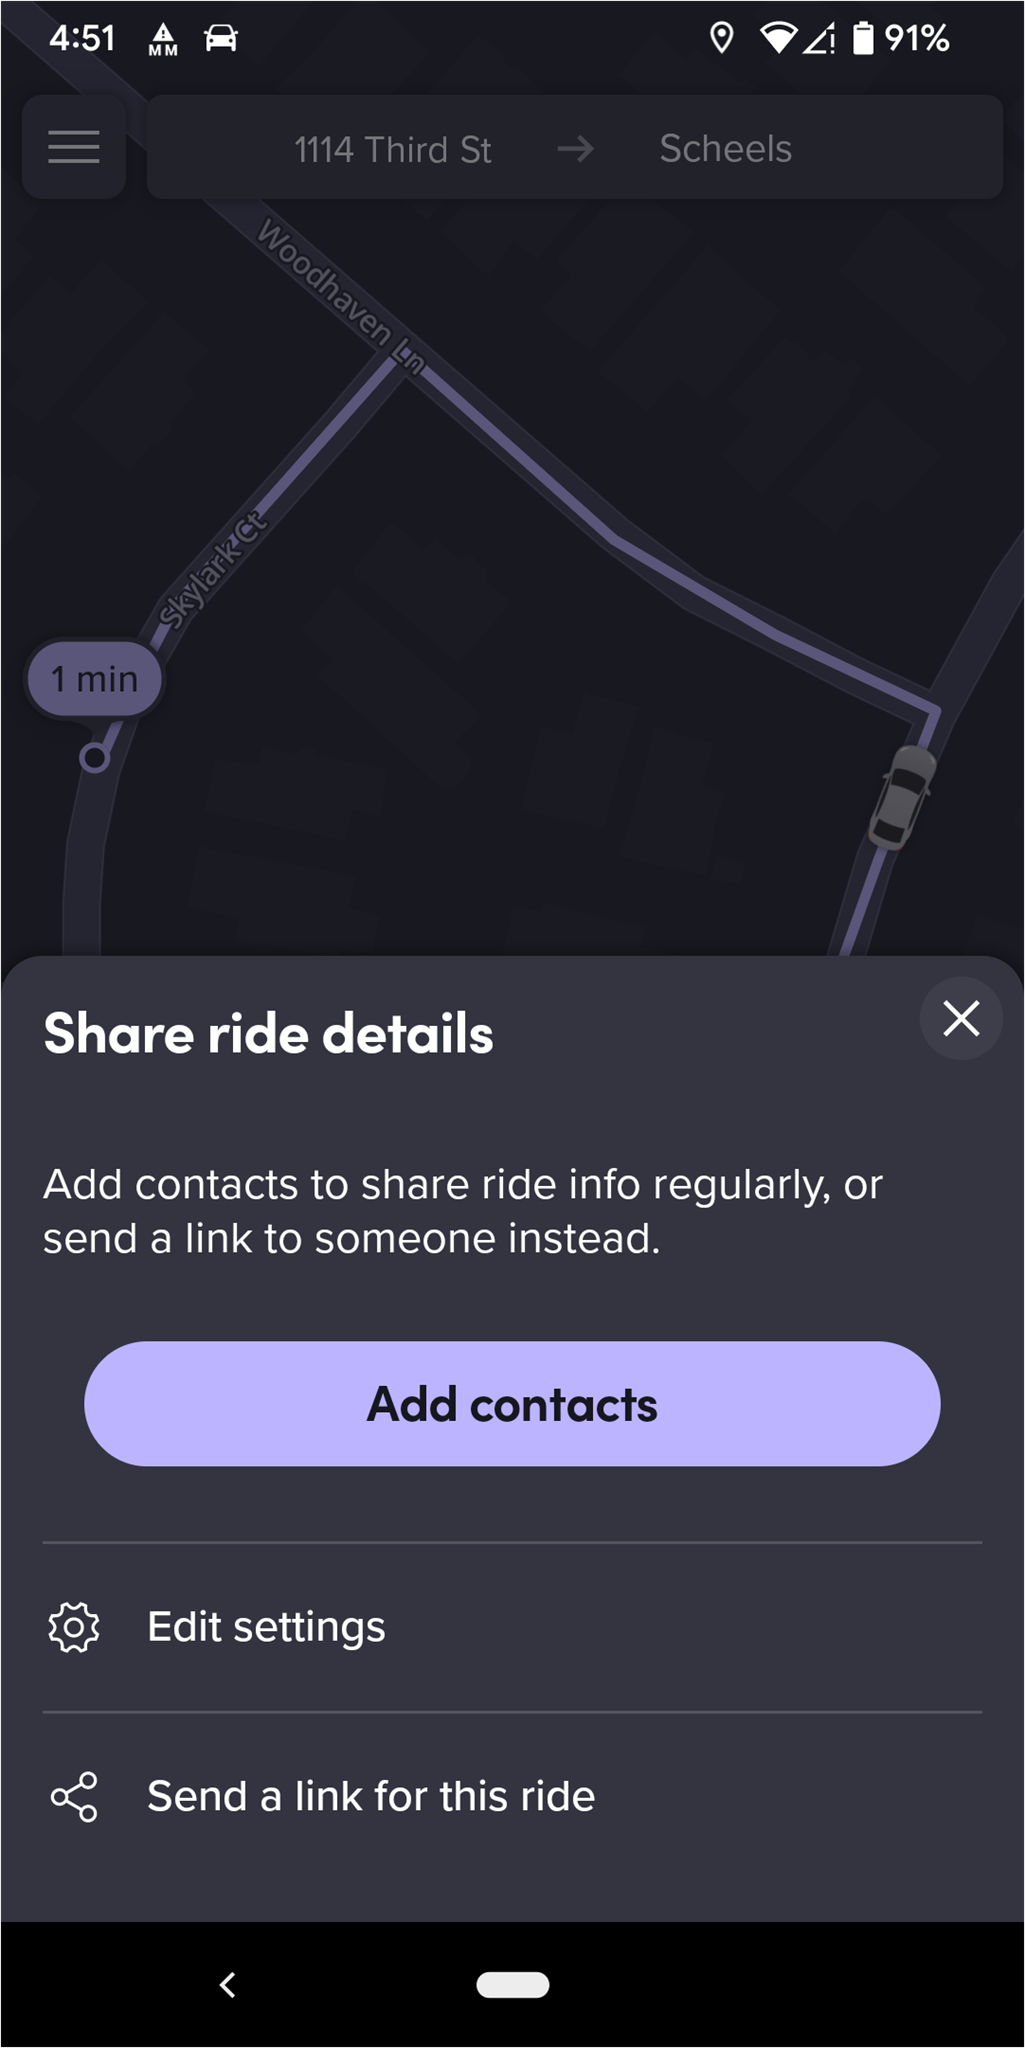 4:51
MM
91%
1114 Third St → Scheels
Woodhaven Ln
Skylark Ct
1 min
Share ride details
Add contacts to share ride info regularly, or
send a link to someone instead.
Add contacts
Edit settings
Send a link for this ride